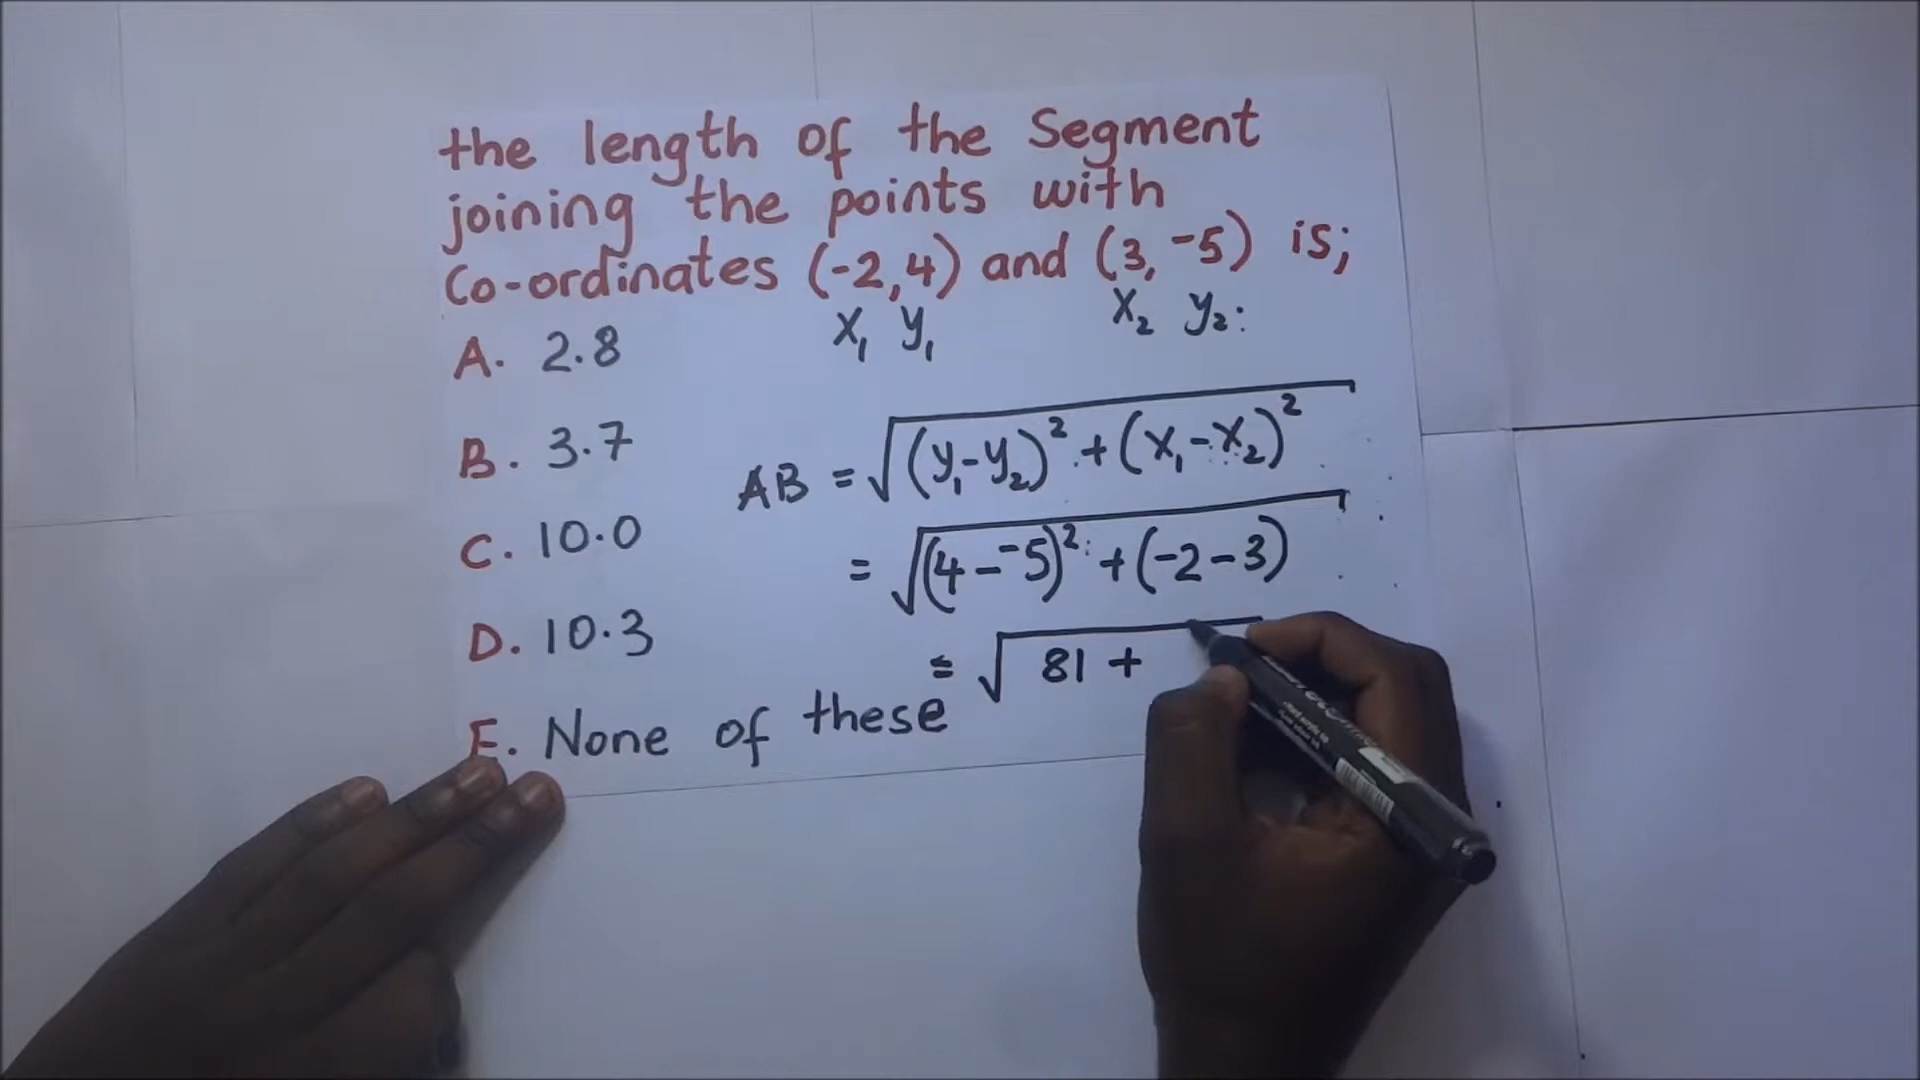 the length of the Segment
joining the points with
Co-ordinates (-2,4) and (3,-5) is;
X₁ y₁ X₂ y₂:
A. 2.8
B. 3.7
C. 10.0
D. 10.3
E. None of these
AB = √(y₁-y₂)² + (X₁-X₂)²
= √(4--5)² + (-2-3)
= √81 +